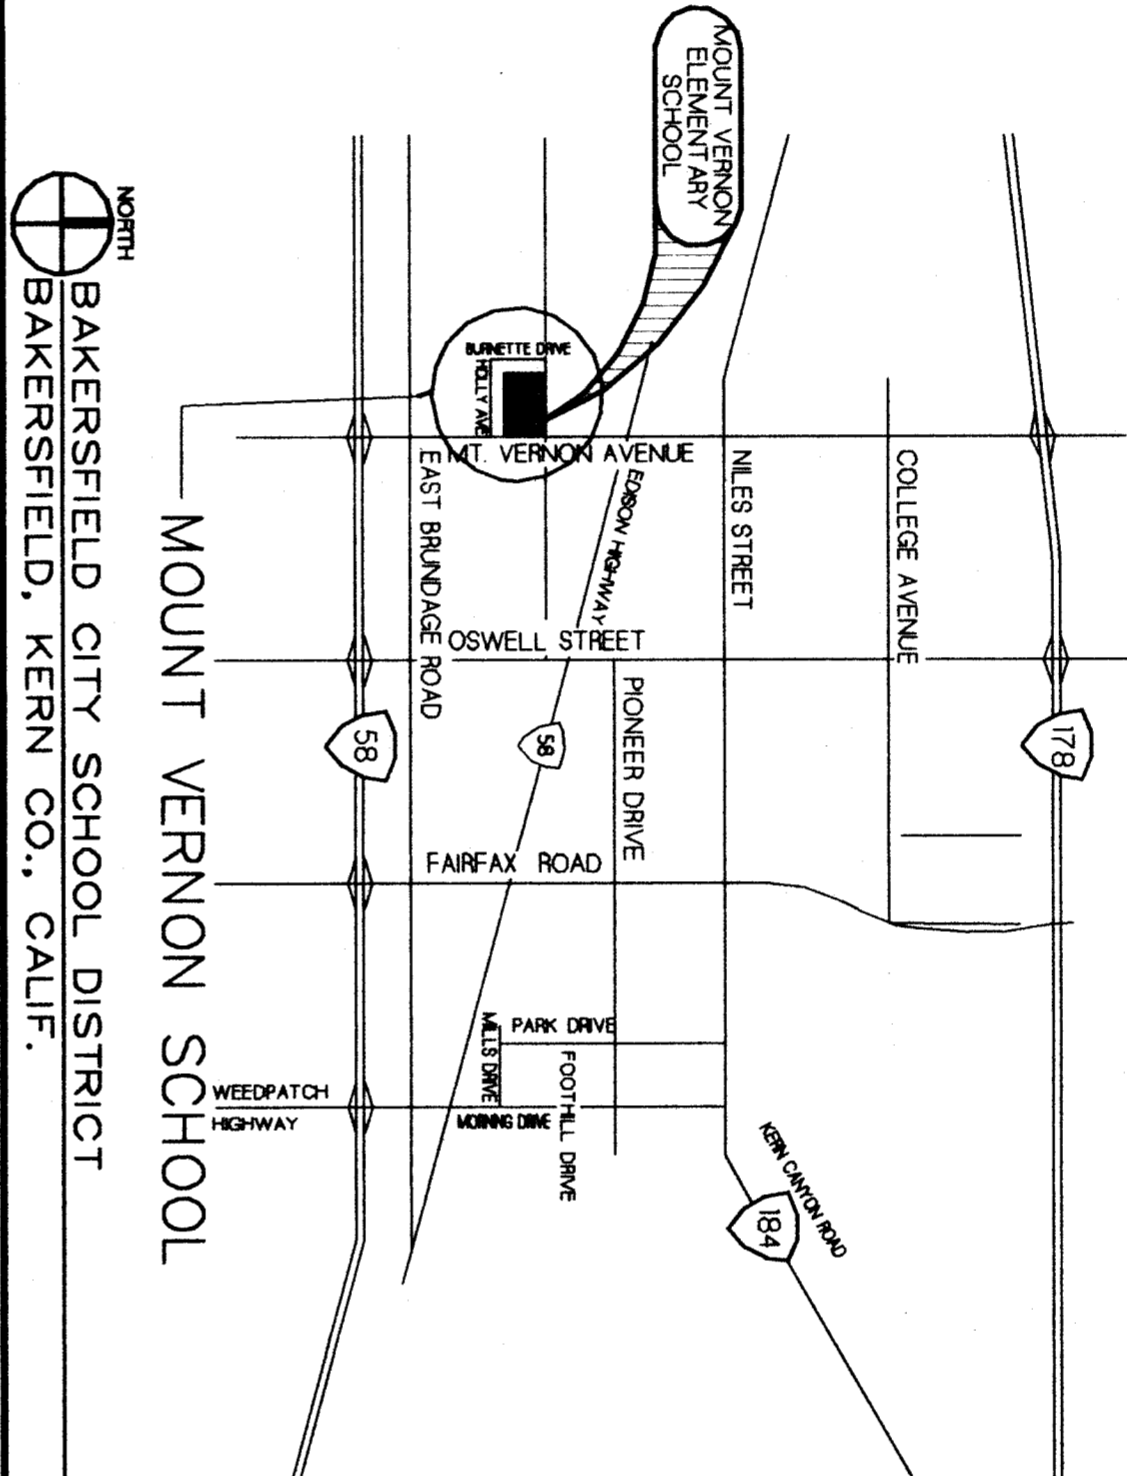 MOUNT VERNON
ELEMENTARY
SCHOOL
178
COLLEGE AVENUE
NILES STREET
KERN CANYON ROAD
184
PIONEER DRIVE
EDISON HIGHWAY
MT. VERNON AVENUE
OSWELL STREET
FAIRFAX ROAD
PARK DRIVE
FOOTHILL DRIVE
58
BURNETTE DRIVE
HOLLY AVE
MILLS DRIVE
MORNING DRIVE
EAST BRUNDAGE ROAD
58
WEEDPATCH
HIGHWAY
MOUNT VERNON SCHOOL
NORTH
BAKERSFIELD CITY SCHOOL DISTRICT
BAKERSFIELD, KERN CO., CALIF.